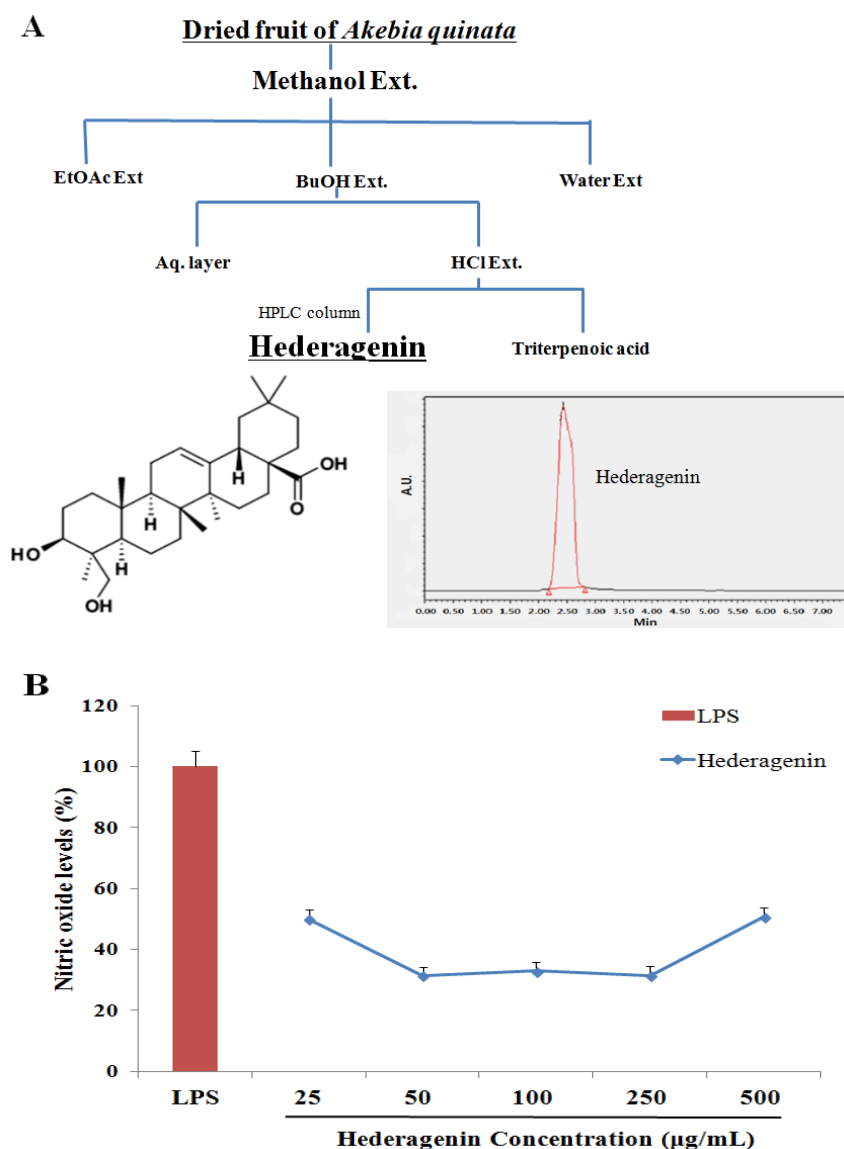 A
Dried fruit of Akebia quinata
Methanol Ext.
EtOAc Ext
BuOH Ext.
Water Ext
Aq. layer
HCl Ext.
HPLC column
Hederagenin
Triterpenoic acid
H
H
H
OH
O
HO
OH
A.U.
Hederagenin
0.00 0.50 1.00 1.50 2.00 2.50 3.00 3.50 4.00 4.50 5.00 5.50 6.00 6.50 7.00
Min
B
Nitric oxide levels (%)
120
100
80
60
40
20
0
LPS
Hederagenin
LPS 25 50 100 250 500
Hederagenin Concentration (µg/mL)